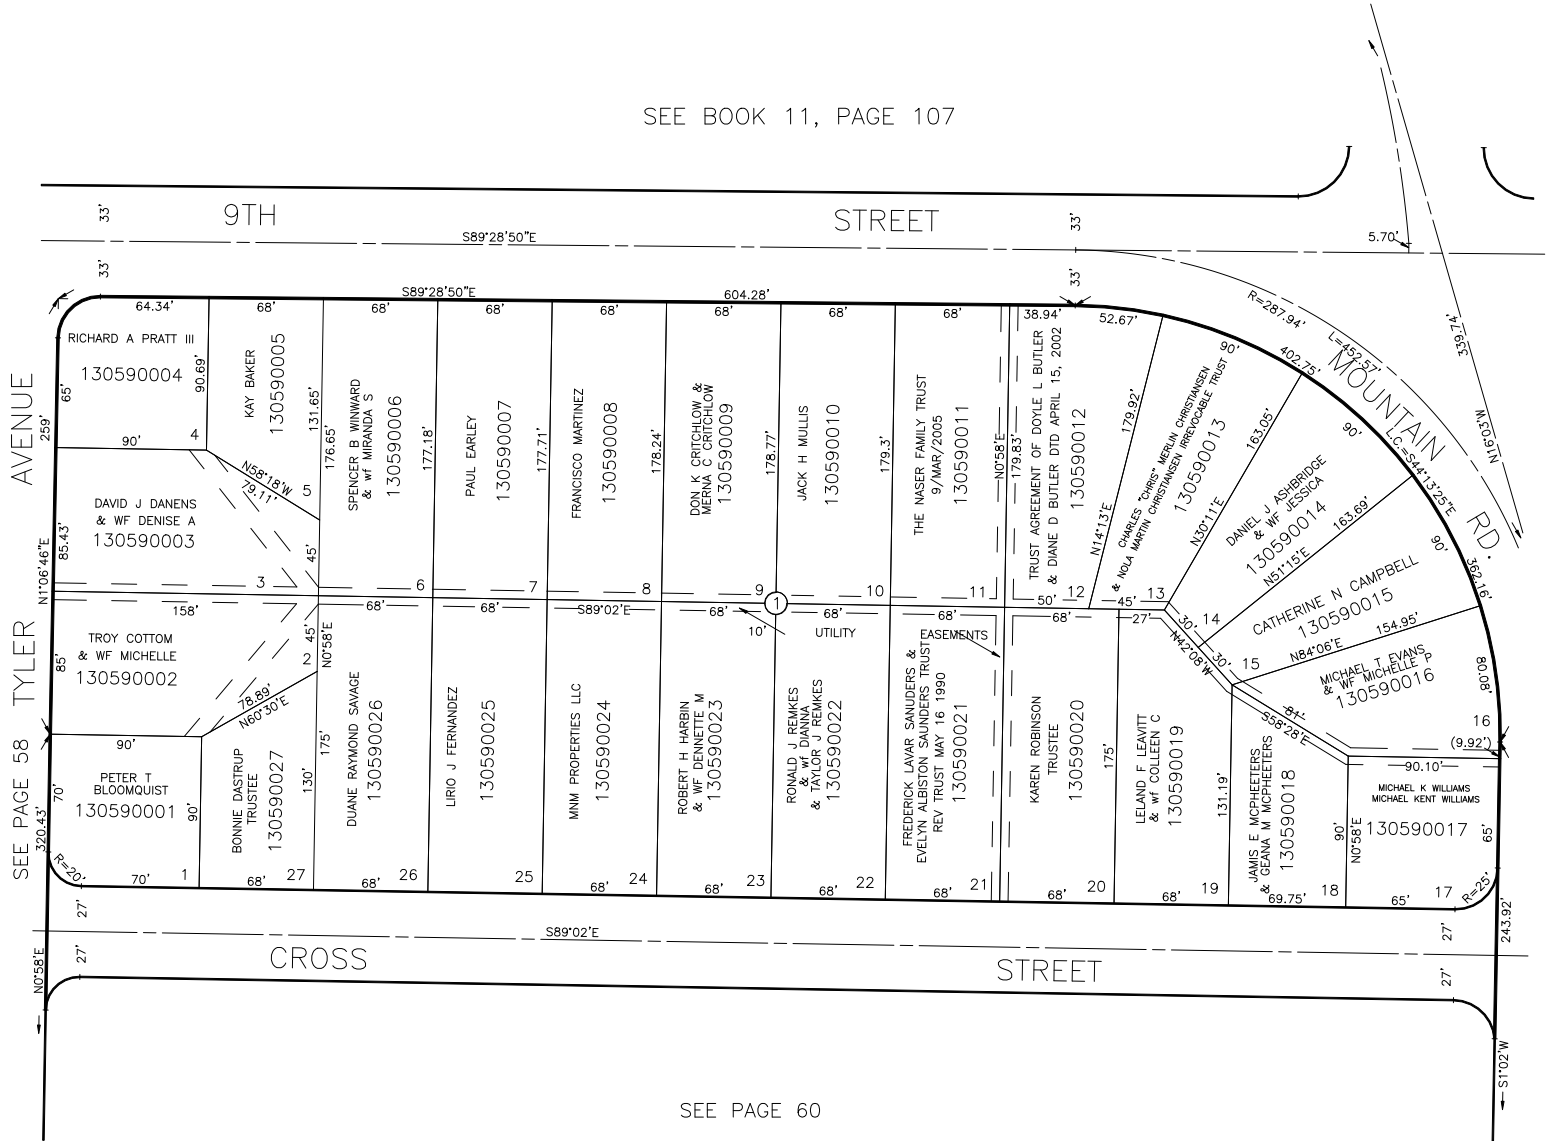 SEE BOOK 11, PAGE 107
33'
9TH
STREET
33'
S89°28'50"E
5.70'
33'
33'
64.34'
68'
S89°28'50"E
68'
68'
68'
604.28'
68'
68'
68'
38.94'
52.67'
90'
R=287.94'
L=452.57'
402.75'
MOUNTAIN
RD.
L.C.=S44°13'25"E
339.74'
N16°03'W
362.16'
RICHARD A PRATT III
130590004
65'
90.69'
90'
4
KAY BAKER
130590005
131.65'
5
N58°18'W
79.11'
45'
SPENCER B WINWARD
& wf MIRANDA S
130590006
176.65'
6
PAUL EARLEY
130590007
177.18'
7
FRANCISCO MARTINEZ
130590008
177.71'
8
DON K CRITCHLOW &
MERNA C CRITCHLOW
130590009
178.24'
9
JACK H MULLIS
130590010
178.77'
10
THE NASER FAMILY TRUST
9/MAR/2005
130590011
179.3'
11
N0°58'E
179.83'
TRUST AGREEMENT OF DOYLE L BUTLER
& DIANE D BUTLER DTD APRIL 15, 2002
130590012
12
179.92'
N14°13'E
CHARLES "CHRIS" MERLIN CHRISTIANSEN
& NOLA MARTIN CHRISTIANSEN IRREVOCABLE TRUST
130590013
13
163.05'
N30°11'E
90'
DANIEL J ASHBRIDGE
& WF JESSICA
130590014
14
163.69'
N51°15'E
90'
CATHERINE N CAMPBELL
130590015
15
154.95'
N84°06'E
80.08'
MICHAEL T EVANS
& WF MICHELLE P
130590016
16
(9.92')
AVENUE
TYLER
SEE PAGE 58
259'
N1°06'46"E
DAVID J DANENS
& WF DENISE A
130590003
85.43'
3
158'
TROY COTTOM
& WF MICHELLE
130590002
85'
2
45'
N0°58'E
78.89'
N60°30'E
90'
68'
68'
S89°02'E
68'
1
68'
68'
50'
45'
68'
27'
30'
30'
N42°08'W
10'
UTILITY
EASEMENTS
81'
S58°28'E
90.10'
PETER T
BLOOMQUIST
130590001
70'
90'
320.43'
R=20'
70'
1
BONNIE DASTRUP
TRUSTEE
130590027
130'
68'
27
175'
DUANE RAYMOND SAVAGE
130590026
68'
26
LIRIO J FERNANDEZ
130590025
25
MNM PROPERTIES LLC
130590024
68'
24
ROBERT H HARBIN
& WF DENNETTE M
130590023
68'
23
RONALD J REMKES
& wf DIANNA
& TAYLOR J REMKES
130590022
68'
22
FREDERICK LAVAR SANUDERS &
EVELYN ALBISTON SAUNDERS TRUST
REV TRUST MAY 16 1990
130590021
68'
21
KAREN ROBINSON
TRUSTEE
130590020
175'
68'
20
LELAND F LEAVITT
& wf COLLEEN C
130590019
131.19'
68'
19
JAMIS E MCPHEETERS
& GEANA M MCPHEETERS
130590018
69.75'
18
90'
N0°58'E
MICHAEL K WILLIAMS
MICHAEL KENT WILLIAMS
130590017
65'
65'
17
R=25'
243.92'
27'
27'
S89°02'E
27'
27'
CROSS
STREET
N0°58'E
S1°02'W
SEE PAGE 60